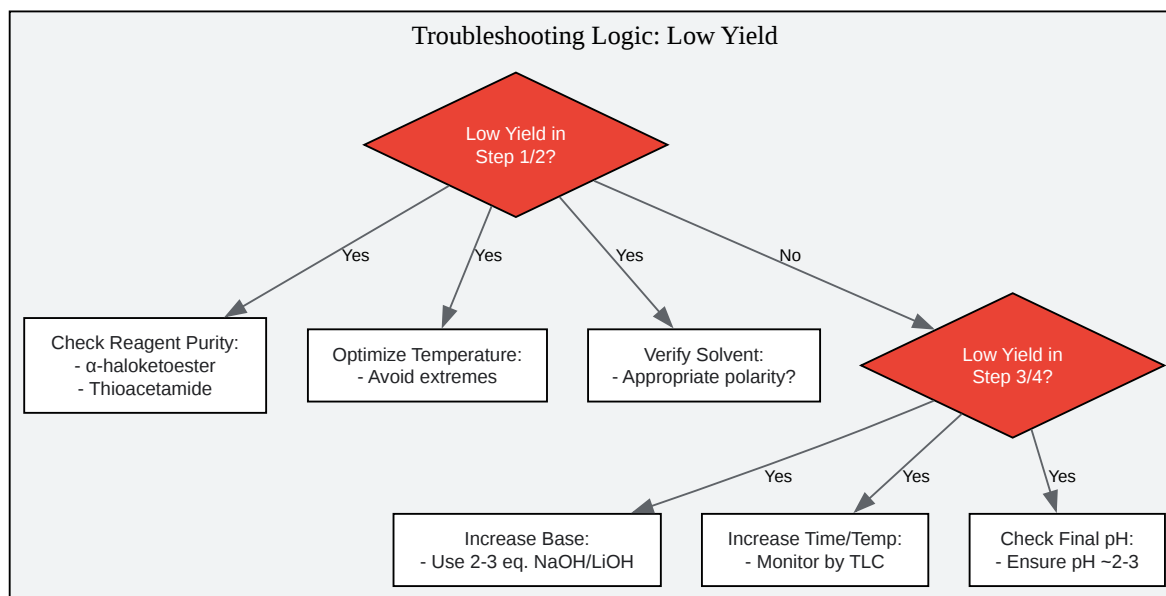 Troubleshooting Logic: Low Yield
Low Yield in
Step 1/2?
Yes
Yes
Yes
No
Check Reagent Purity:
- α-haloketoester
- Thioacetamide
Optimize Temperature:
- Avoid extremes
Verify Solvent:
- Appropriate polarity?
Low Yield in
Step 3/4?
Yes
Yes
Yes
Increase Base:
- Use 2-3 eq. NaOH/LiOH
Increase Time/Temp:
- Monitor by TLC
Check Final pH:
- Ensure pH ~2-3